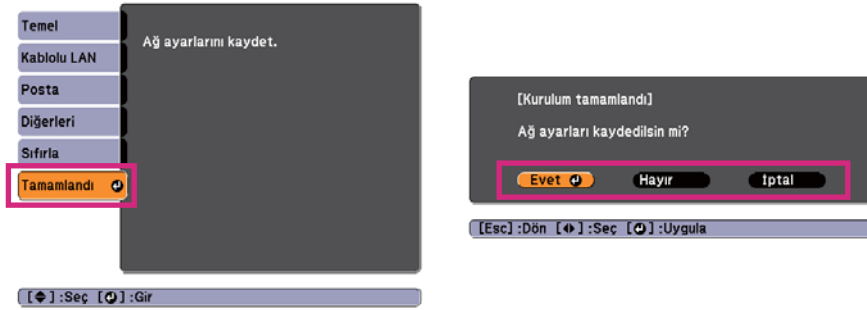 Temel
Kablolu LAN
Posta
Diğerleri
Sıfırla
Tamamlandı
Ağ ayarlarını kaydet.
[ ] :Seç [ ] :Gir
[Kurulum tamamlandı]
Ağ ayarları kaydedilsin mi?
Evet Hayır İptal
[Esc] :Dön [ ] :Seç [ ] :Uygula